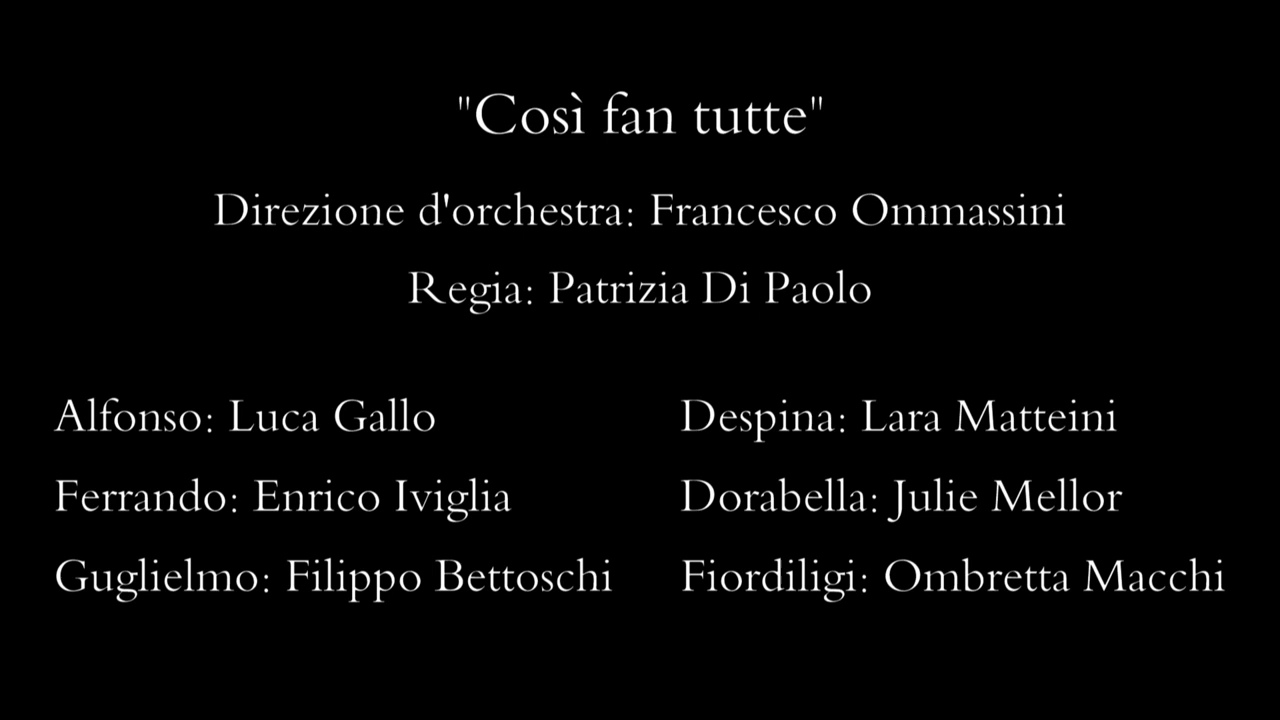 "Così fan tutte"
Direzione d'orchestra: Francesco Ommassini
Regia: Patrizia Di Paolo
Alfonso: Luca Gallo
Ferrando: Enrico Iviglia
Guglielmo: Filippo Bettoschi
Despina: Lara Matteini
Dorabella: Julie Mellor
Fiordiligi: Ombretta Macchi